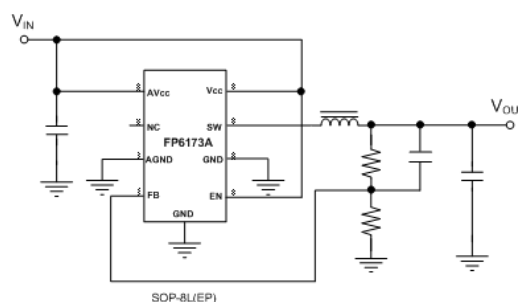 VIN
AVcc
Vcc
NC
SW
FP6173A
AGND
GND
FB
EN
GND
VOU
SOP-8L(EP)